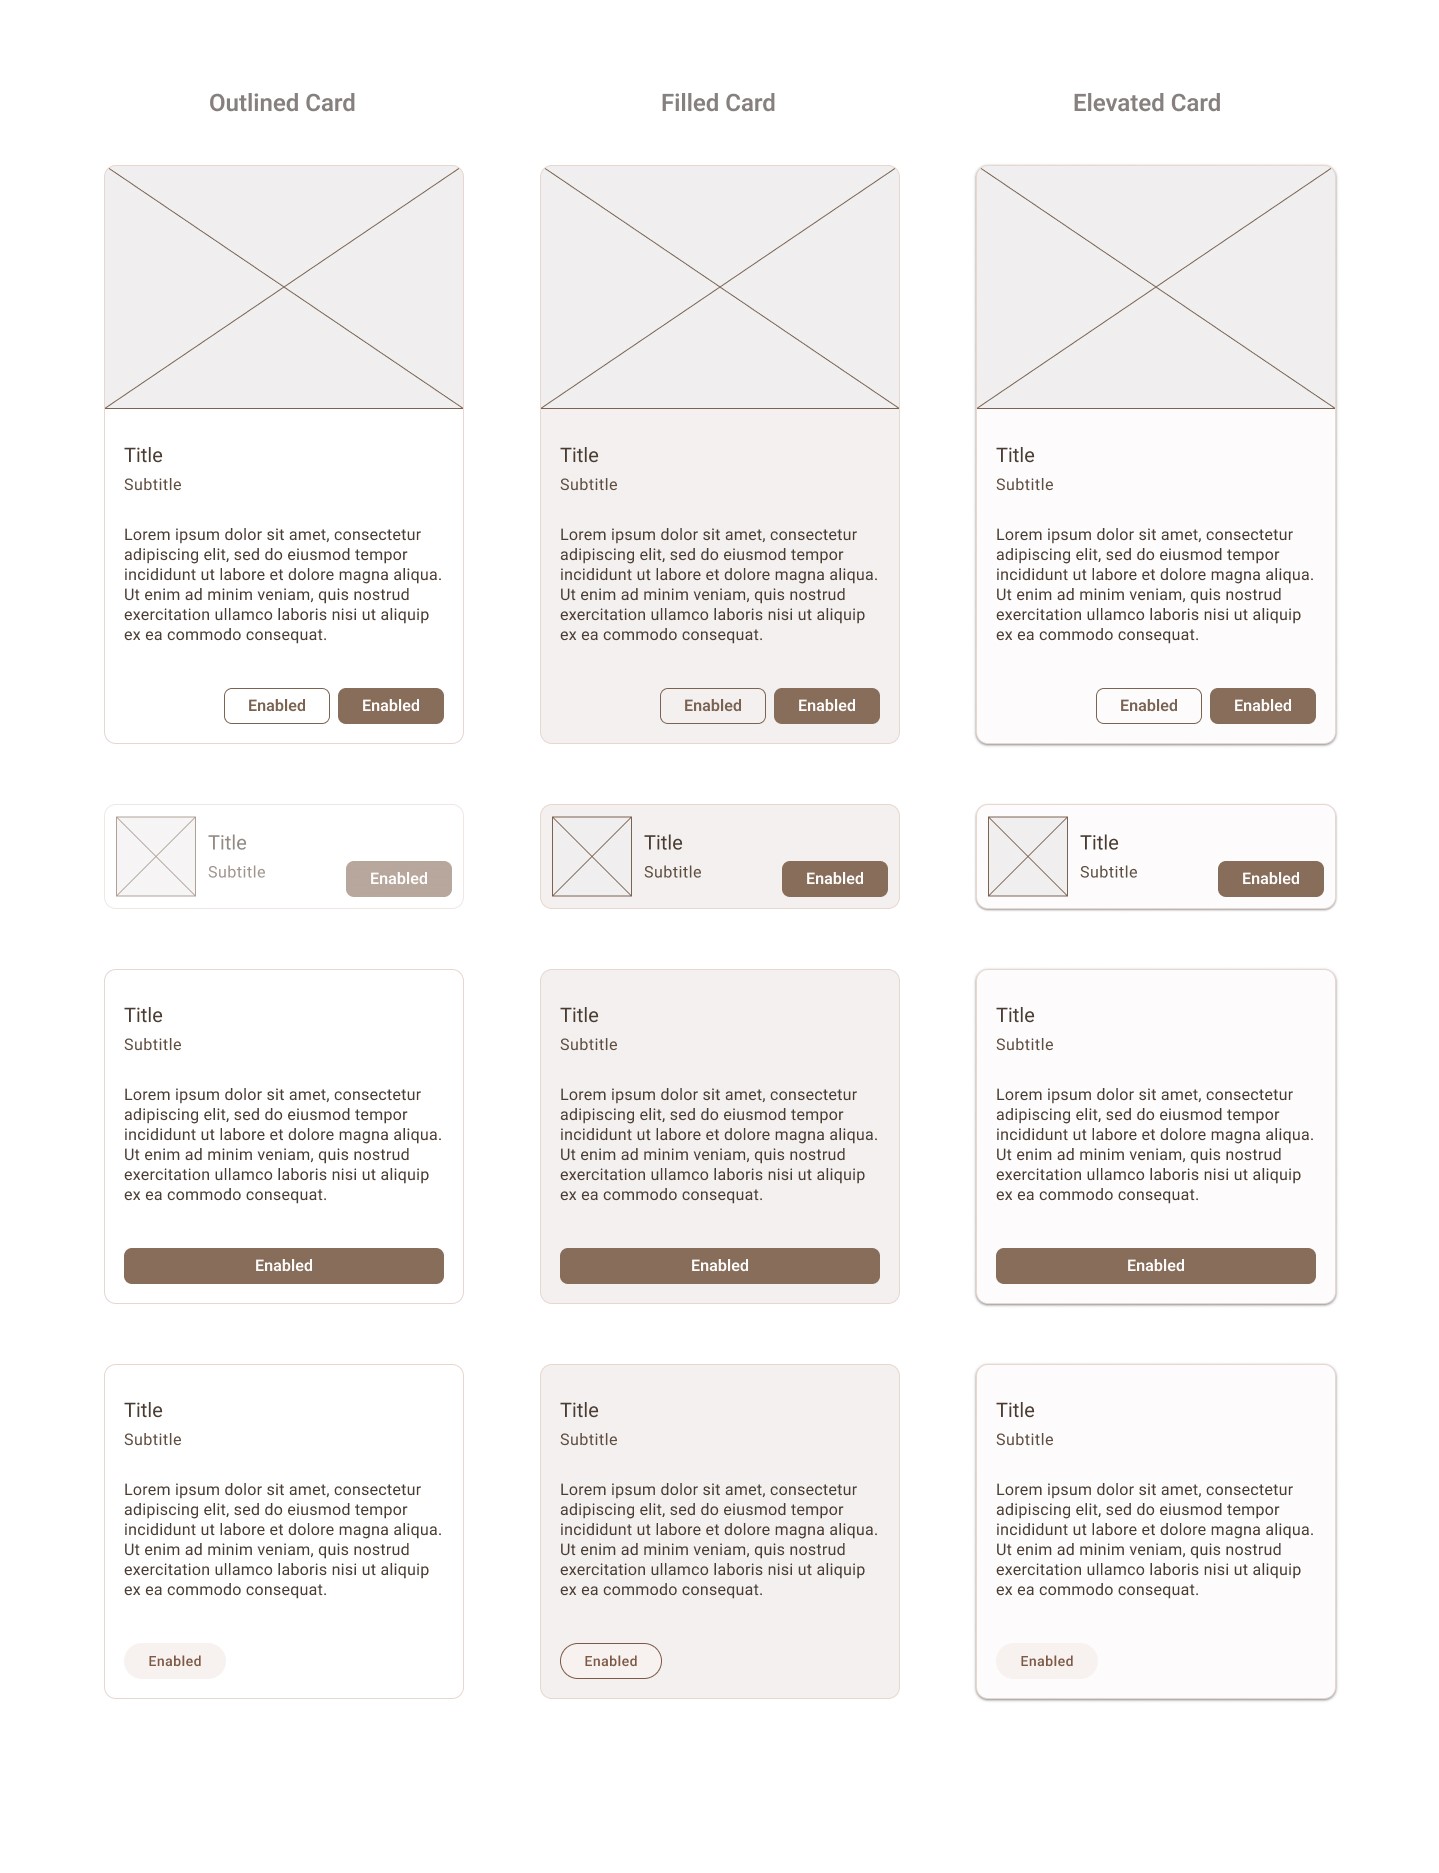 Outlined Card
Filled Card
Elevated Card
Title
Subtitle
Lorem ipsum dolor sit amet, consectetur
adipiscing elit, sed do eiusmod tempor
incididunt ut labore et dolore magna aliqua.
Ut enim ad minim veniam, quis nostrud
exercitation ullamco laboris nisi ut aliquip
ex ea commodo consequat.
Enabled
Enabled
Title
Subtitle
Lorem ipsum dolor sit amet, consectetur
adipiscing elit, sed do eiusmod tempor
incididunt ut labore et dolore magna aliqua.
Ut enim ad minim veniam, quis nostrud
exercitation ullamco laboris nisi ut aliquip
ex ea commodo consequat.
Enabled
Enabled
Title
Subtitle
Lorem ipsum dolor sit amet, consectetur
adipiscing elit, sed do eiusmod tempor
incididunt ut labore et dolore magna aliqua.
Ut enim ad minim veniam, quis nostrud
exercitation ullamco laboris nisi ut aliquip
ex ea commodo consequat.
Enabled
Enabled
Title
Subtitle
Enabled
Title
Subtitle
Enabled
Title
Subtitle
Enabled
Title
Subtitle
Lorem ipsum dolor sit amet, consectetur
adipiscing elit, sed do eiusmod tempor
incididunt ut labore et dolore magna aliqua.
Ut enim ad minim veniam, quis nostrud
exercitation ullamco laboris nisi ut aliquip
ex ea commodo consequat.
Enabled
Title
Subtitle
Lorem ipsum dolor sit amet, consectetur
adipiscing elit, sed do eiusmod tempor
incididunt ut labore et dolore magna aliqua.
Ut enim ad minim veniam, quis nostrud
exercitation ullamco laboris nisi ut aliquip
ex ea commodo consequat.
Enabled
Title
Subtitle
Lorem ipsum dolor sit amet, consectetur
adipiscing elit, sed do eiusmod tempor
incididunt ut labore et dolore magna aliqua.
Ut enim ad minim veniam, quis nostrud
exercitation ullamco laboris nisi ut aliquip
ex ea commodo consequat.
Enabled
Title
Subtitle
Lorem ipsum dolor sit amet, consectetur
adipiscing elit, sed do eiusmod tempor
incididunt ut labore et dolore magna aliqua.
Ut enim ad minim veniam, quis nostrud
exercitation ullamco laboris nisi ut aliquip
ex ea commodo consequat.
Enabled
Title
Subtitle
Lorem ipsum dolor sit amet, consectetur
adipiscing elit, sed do eiusmod tempor
incididunt ut labore et dolore magna aliqua.
Ut enim ad minim veniam, quis nostrud
exercitation ullamco laboris nisi ut aliquip
ex ea commodo consequat.
Enabled
Title
Subtitle
Lorem ipsum dolor sit amet, consectetur
adipiscing elit, sed do eiusmod tempor
incididunt ut labore et dolore magna aliqua.
Ut enim ad minim veniam, quis nostrud
exercitation ullamco laboris nisi ut aliquip
ex ea commodo consequat.
Enabled